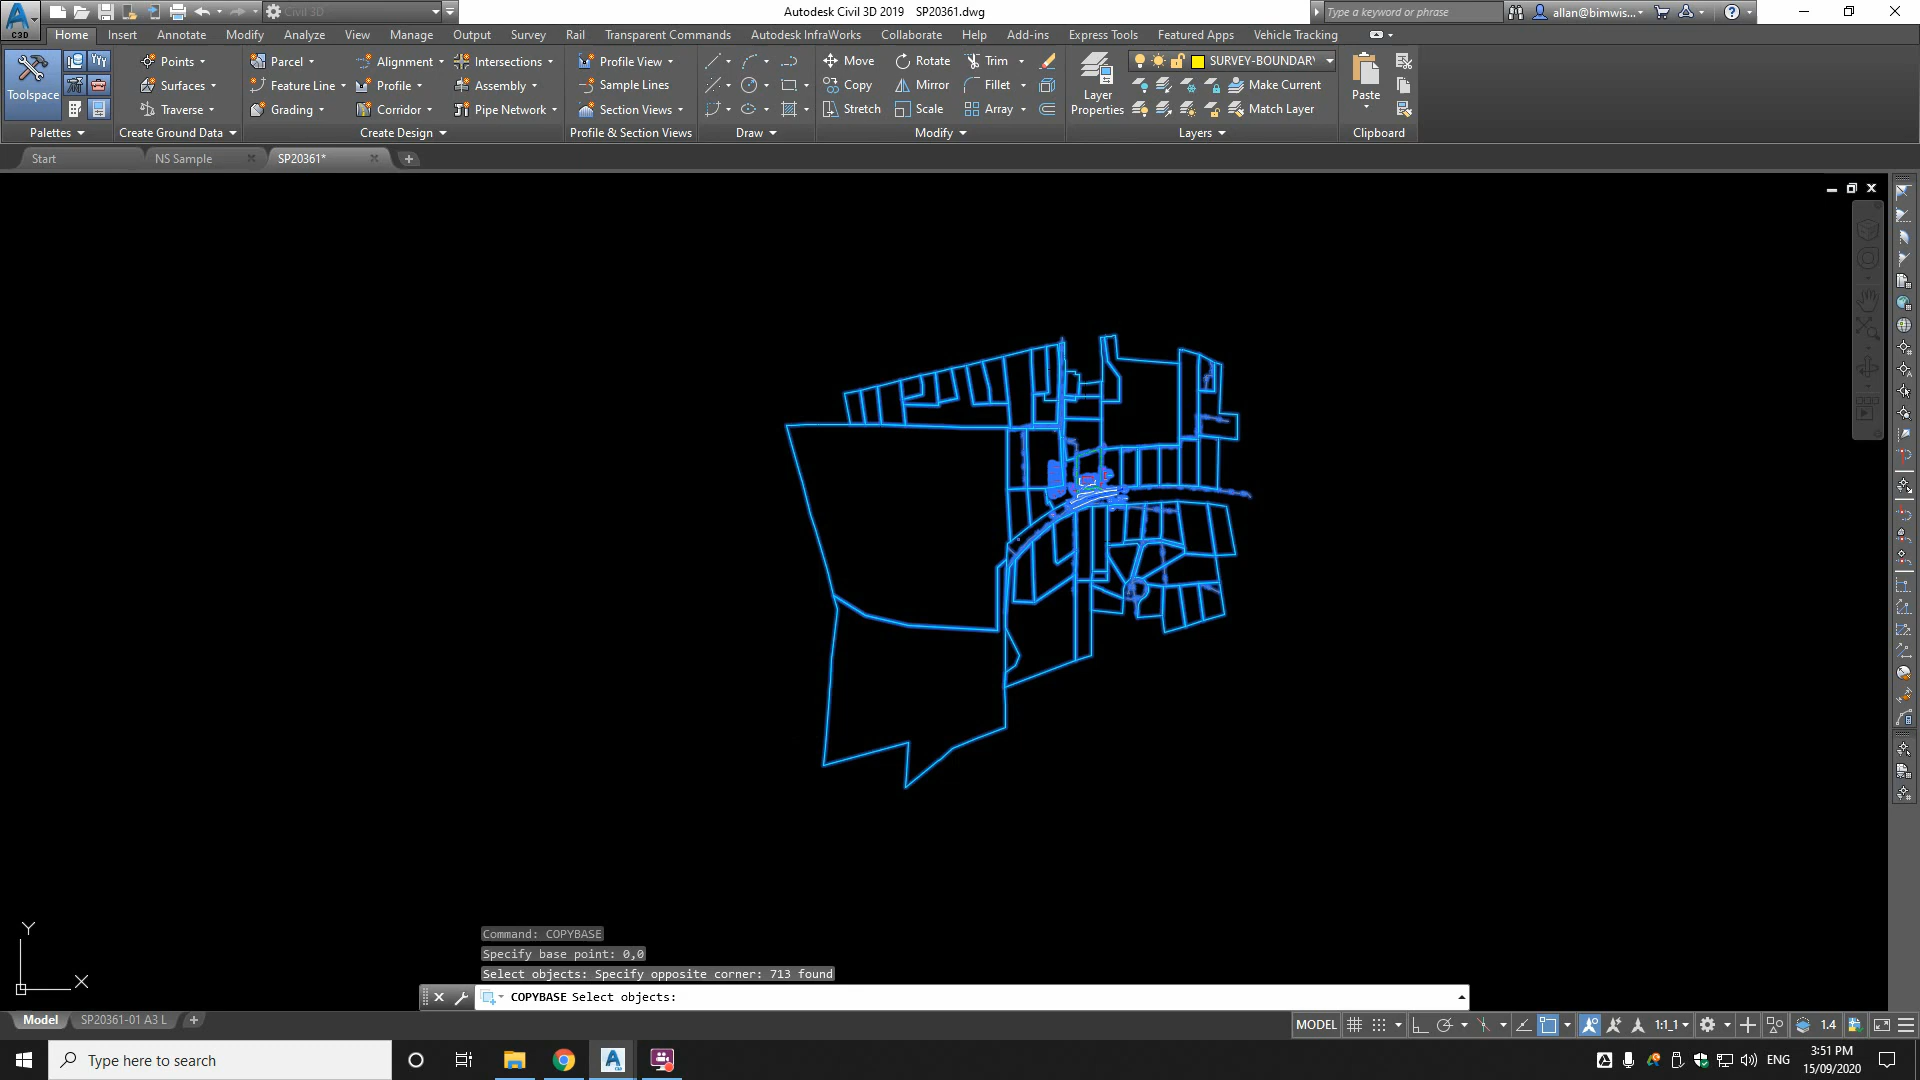 C3D
Civil 3D
Autodesk Civil 3D 2019 SP20361.dwg
Type a keyword or phrase
allan@bimwis...
?
Home Insert Annotate Modify Analyze View Manage Output Survey Rail Transparent Commands Autodesk InfraWorks Collaborate Help Add-ins Express Tools Featured Apps Vehicle Tracking
Toolspace
Points
Surfaces
Traverse
Parcel
Feature Line
Grading
Alignment
Profile
Corridor
Intersections
Assembly
Pipe Network
Profile View
Sample Lines
Section Views
Move
Copy
Stretch
Rotate
Mirror
Scale
Trim
Fillet
Array
Layer
Properties
SURVEY-BOUNDARY
Make Current
Match Layer
Paste
Palettes Create Ground Data Create Design Profile & Section Views Draw Modify Layers Clipboard
Start NS Sample SP20361*
Y
X
Command: COPYBASE
Specify base point: 0,0
Select objects: Specify opposite corner: 713 found
COPYBASE Select objects:
Model SP20361-01 A3 L
MODEL 1:1_1 1.4
Type here to search
ENG
3:51 PM
15/09/2020